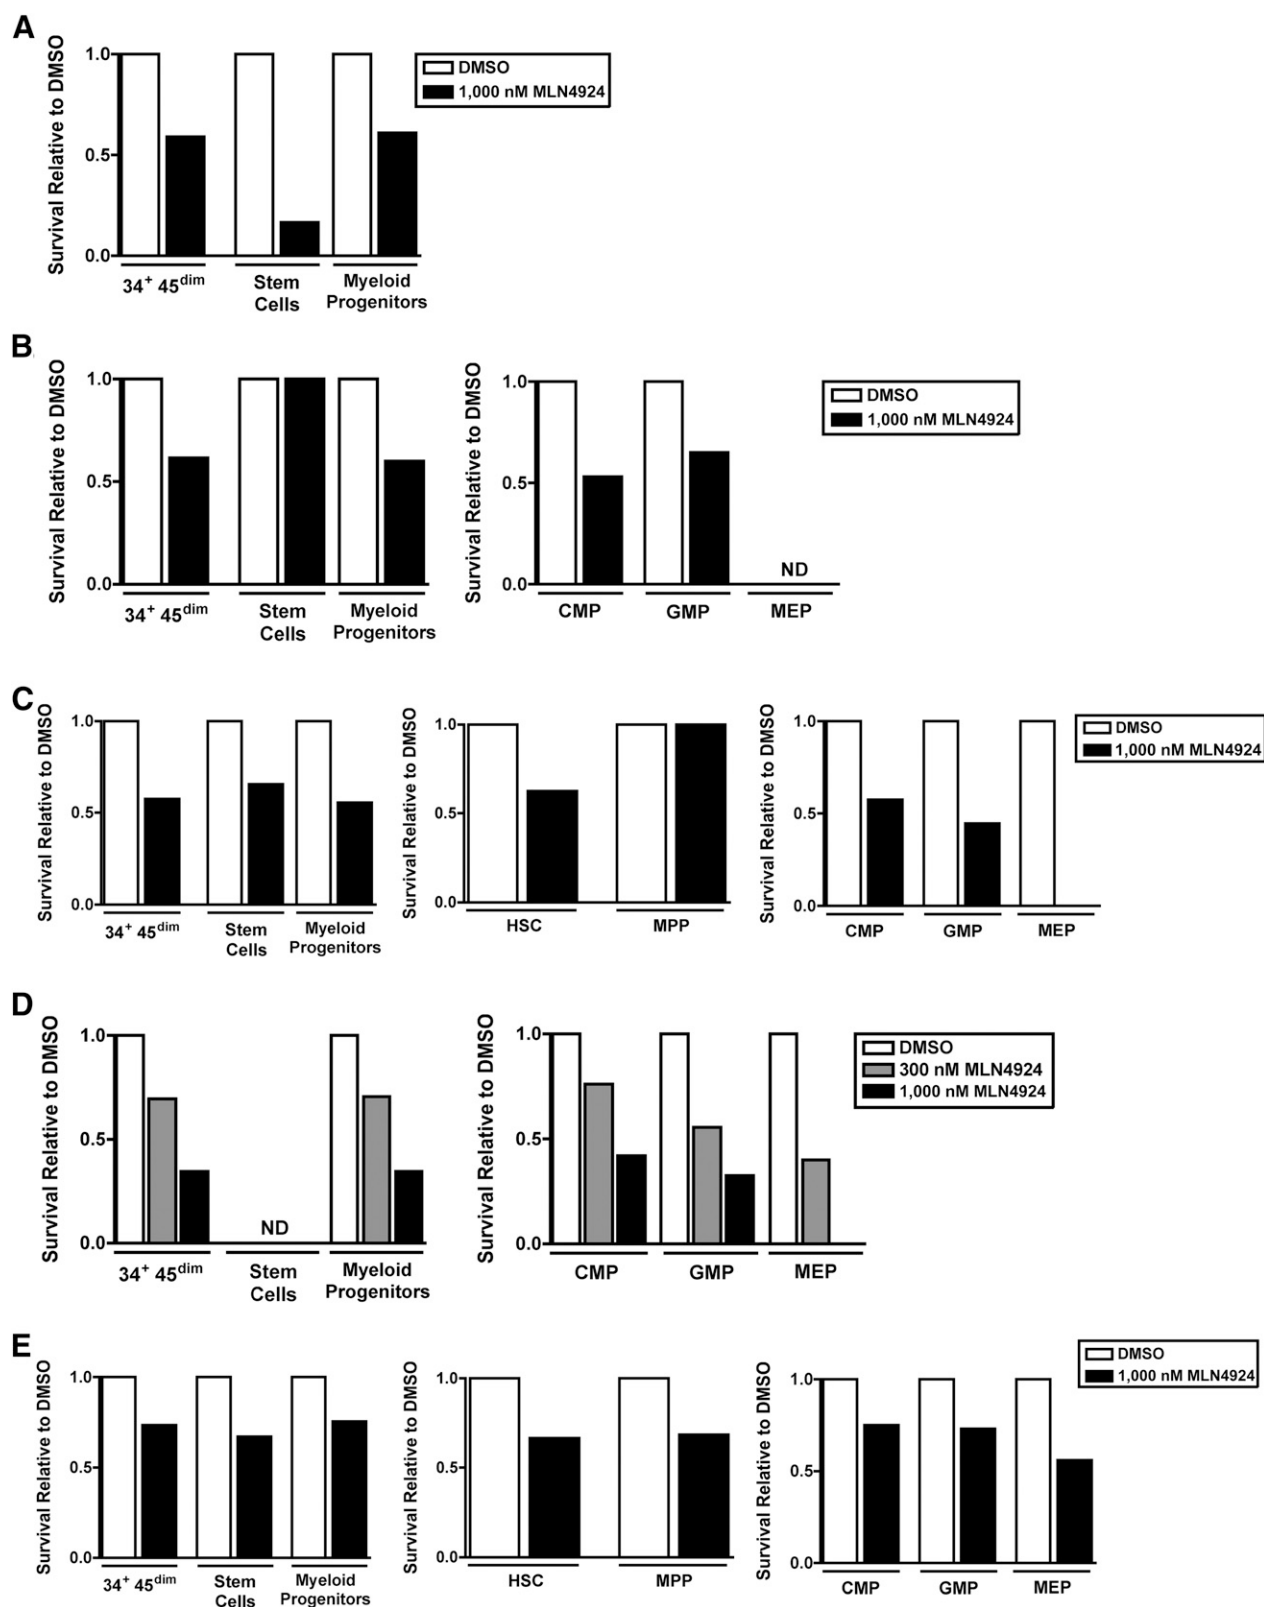 A
Survival Relative to DMSO
1.0
0.5
0.0
34⁺ 45ᵈⁱᵐ
Stem
Cells
Myeloid
Progenitors
DMSO
1,000 nM MLN4924
B
Survival Relative to DMSO
1.0
0.5
0.0
34⁺ 45ᵈⁱᵐ
Stem
Cells
Myeloid
Progenitors
Survival Relative to DMSO
1.0
0.5
0.0
ND
CMP
GMP
MEP
DMSO
1,000 nM MLN4924
C
Survival Relative to DMSO
1.0
0.5
0.0
34⁺ 45ᵈⁱᵐ
Stem
Cells
Myeloid
Progenitors
Survival Relative to DMSO
1.0
0.5
0.0
HSC
MPP
Survival Relative to DMSO
1.0
0.5
0.0
CMP
GMP
MEP
DMSO
1,000 nM MLN4924
D
Survival Relative to DMSO
1.0
0.5
0.0
ND
34⁺ 45ᵈⁱᵐ
Stem
Cells
Myeloid
Progenitors
Survival Relative to DMSO
1.0
0.5
0.0
CMP
GMP
MEP
DMSO
300 nM MLN4924
1,000 nM MLN4924
E
Survival Relative to DMSO
1.0
0.5
0.0
34⁺ 45ᵈⁱᵐ
Stem
Cells
Myeloid
Progenitors
Survival Relative to DMSO
1.0
0.5
0.0
HSC
MPP
Survival Relative to DMSO
1.0
0.5
0.0
CMP
GMP
MEP
DMSO
1,000 nM MLN4924